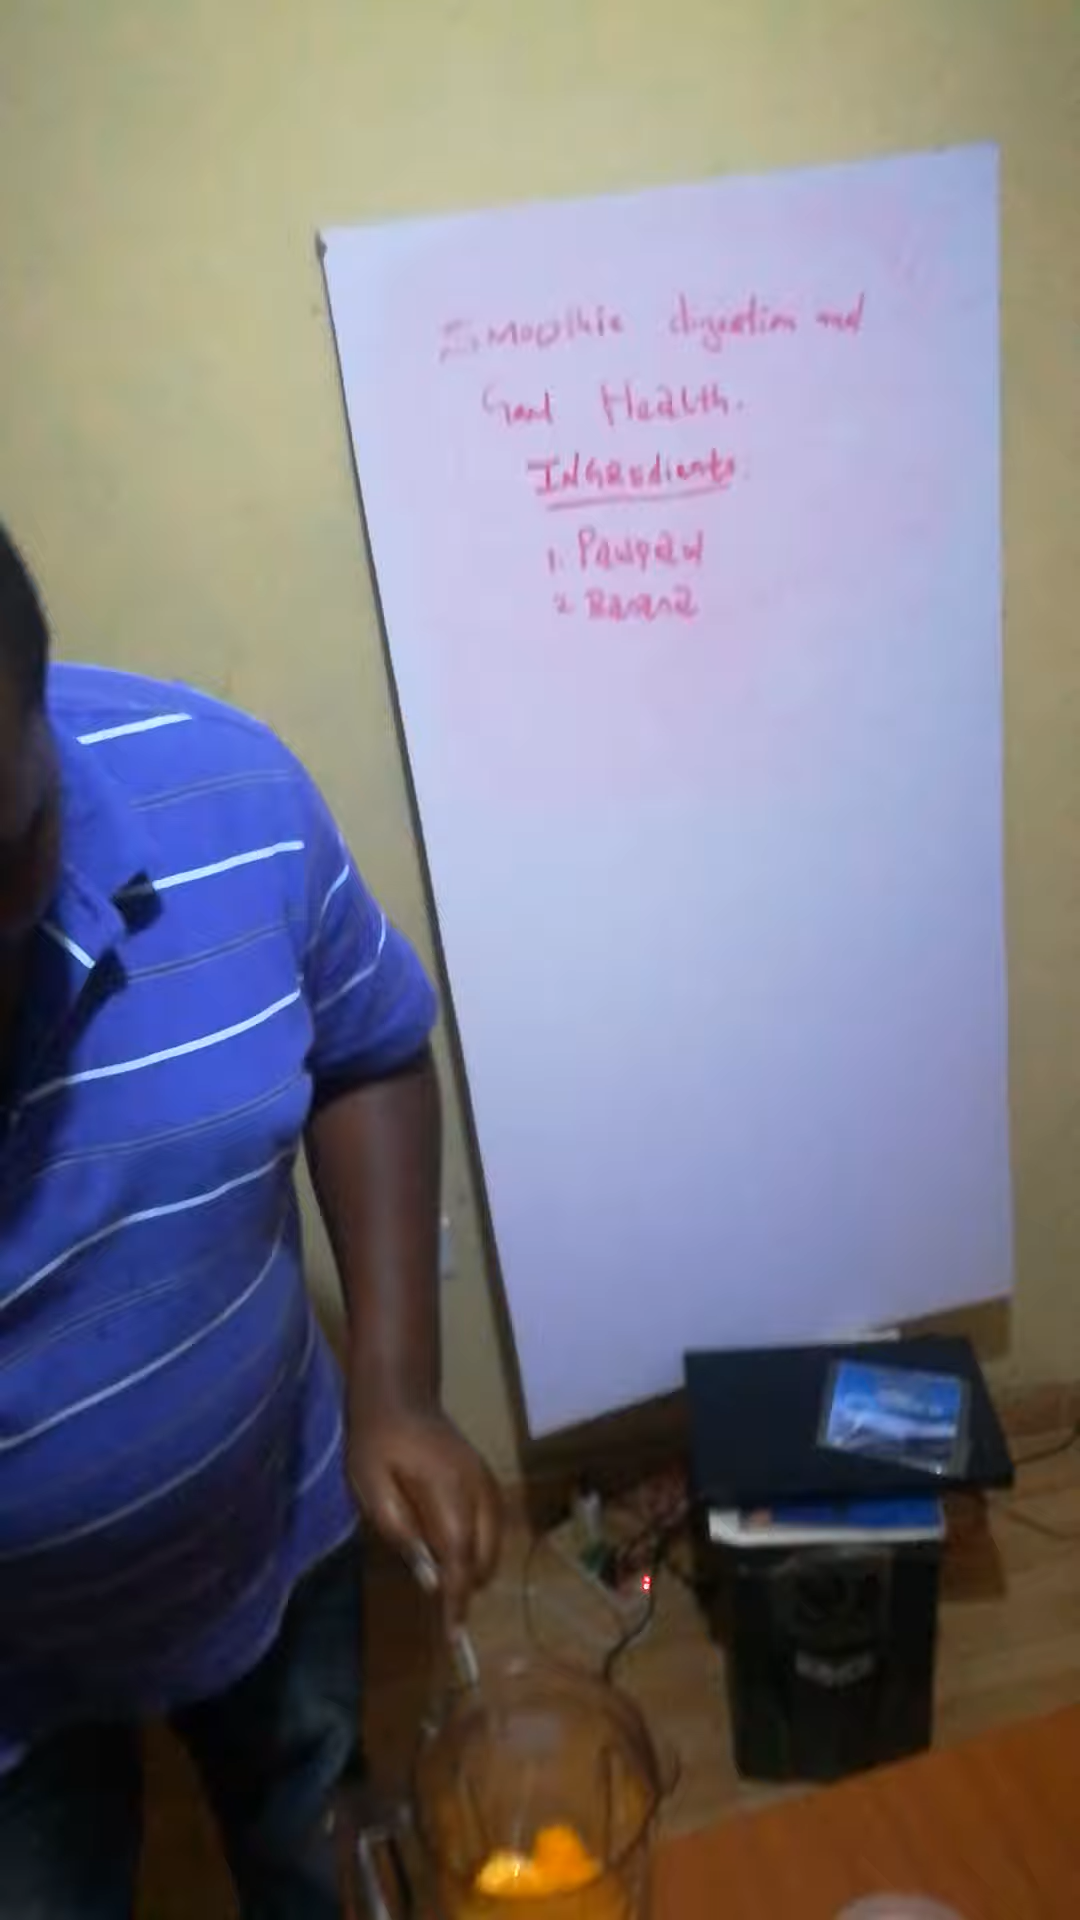 Smoothie digestion and
Good Health.
INGredients
1. Pawpaw
2. Banana